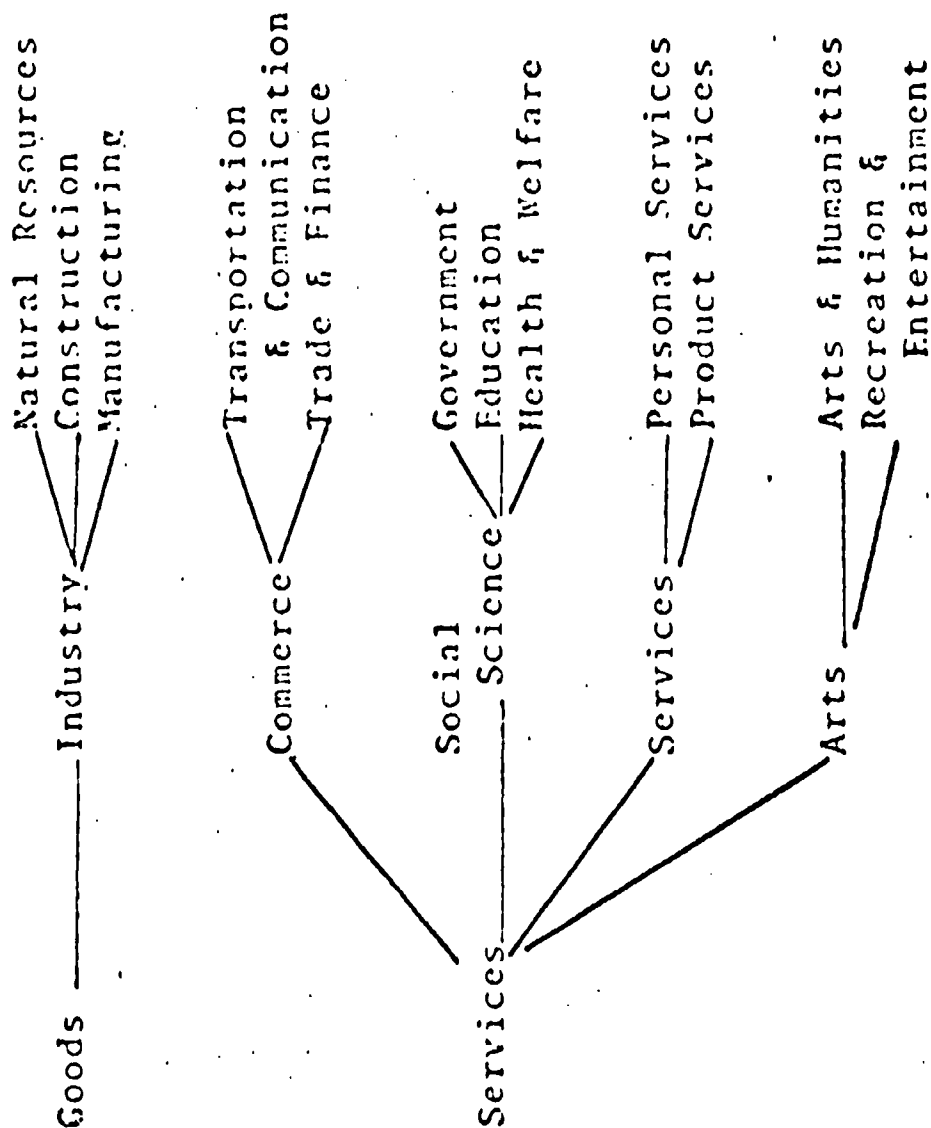 Goods
Industry
Natural Resources
Construction
Manufacturing
Services
Commerce
Transportation
& Communication
Trade & Finance
Social
Science
Government
Education
Health & Welfare
Services
Personal Services
Product Services
Arts
Arts & Humanities
Recreation &
Entertainment